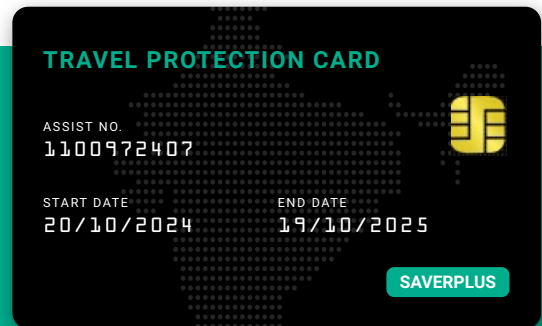 TRAVEL PROTECTION CARD
ASSIST NO.
1100972407
START DATE
20/10/2024
END DATE
19/10/2025
SAVERPLUS